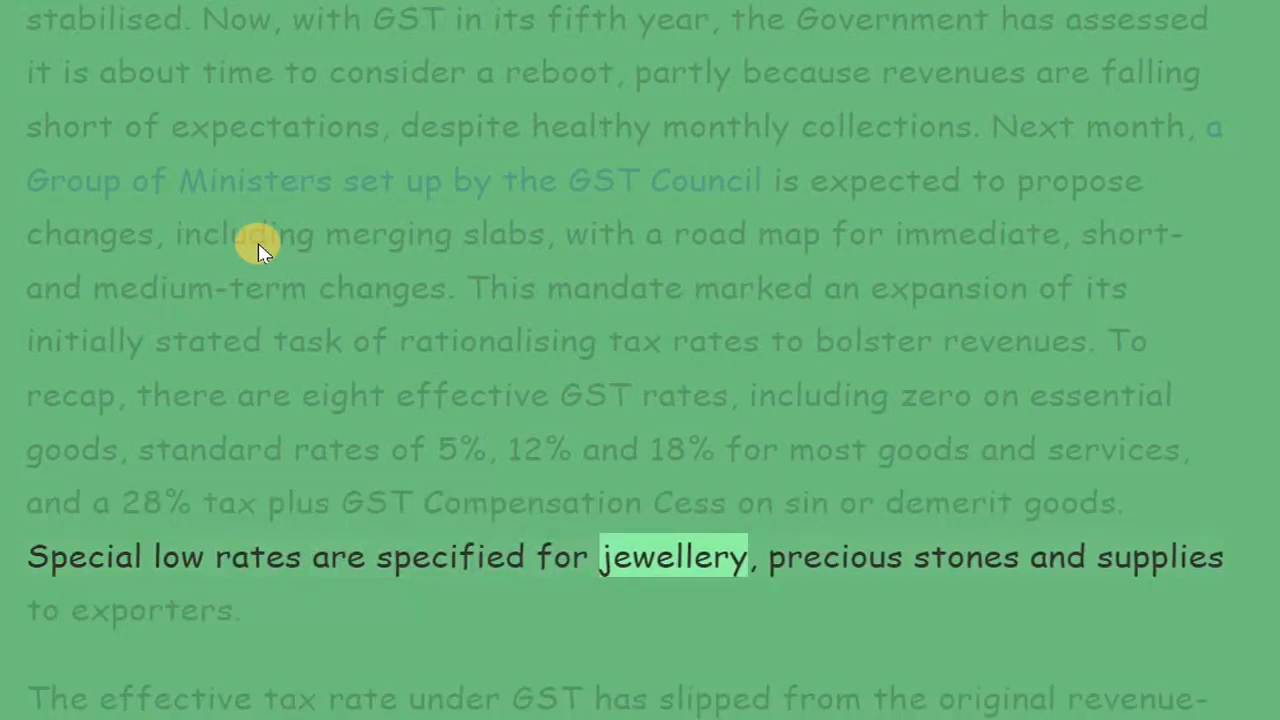 stabilised. Now, with GST in its fifth year, the Government has assessed
it is about time to consider a reboot, partly because revenues are falling
short of expectations, despite healthy monthly collections. Next month, a
Group of Ministers set up by the GST Council is expected to propose
changes, including merging slabs, with a road map for immediate, short-
and medium-term changes. This mandate marked an expansion of its
initially stated task of rationalising tax rates to bolster revenues. To
recap, there are eight effective GST rates, including zero on essential
goods, standard rates of 5%, 12% and 18% for most goods and services,
and a 28% tax plus GST Compensation Cess on sin or demerit goods.
Special low rates are specified for jewellery, precious stones and supplies
to exporters.
The effective tax rate under GST has slipped from the original revenue-